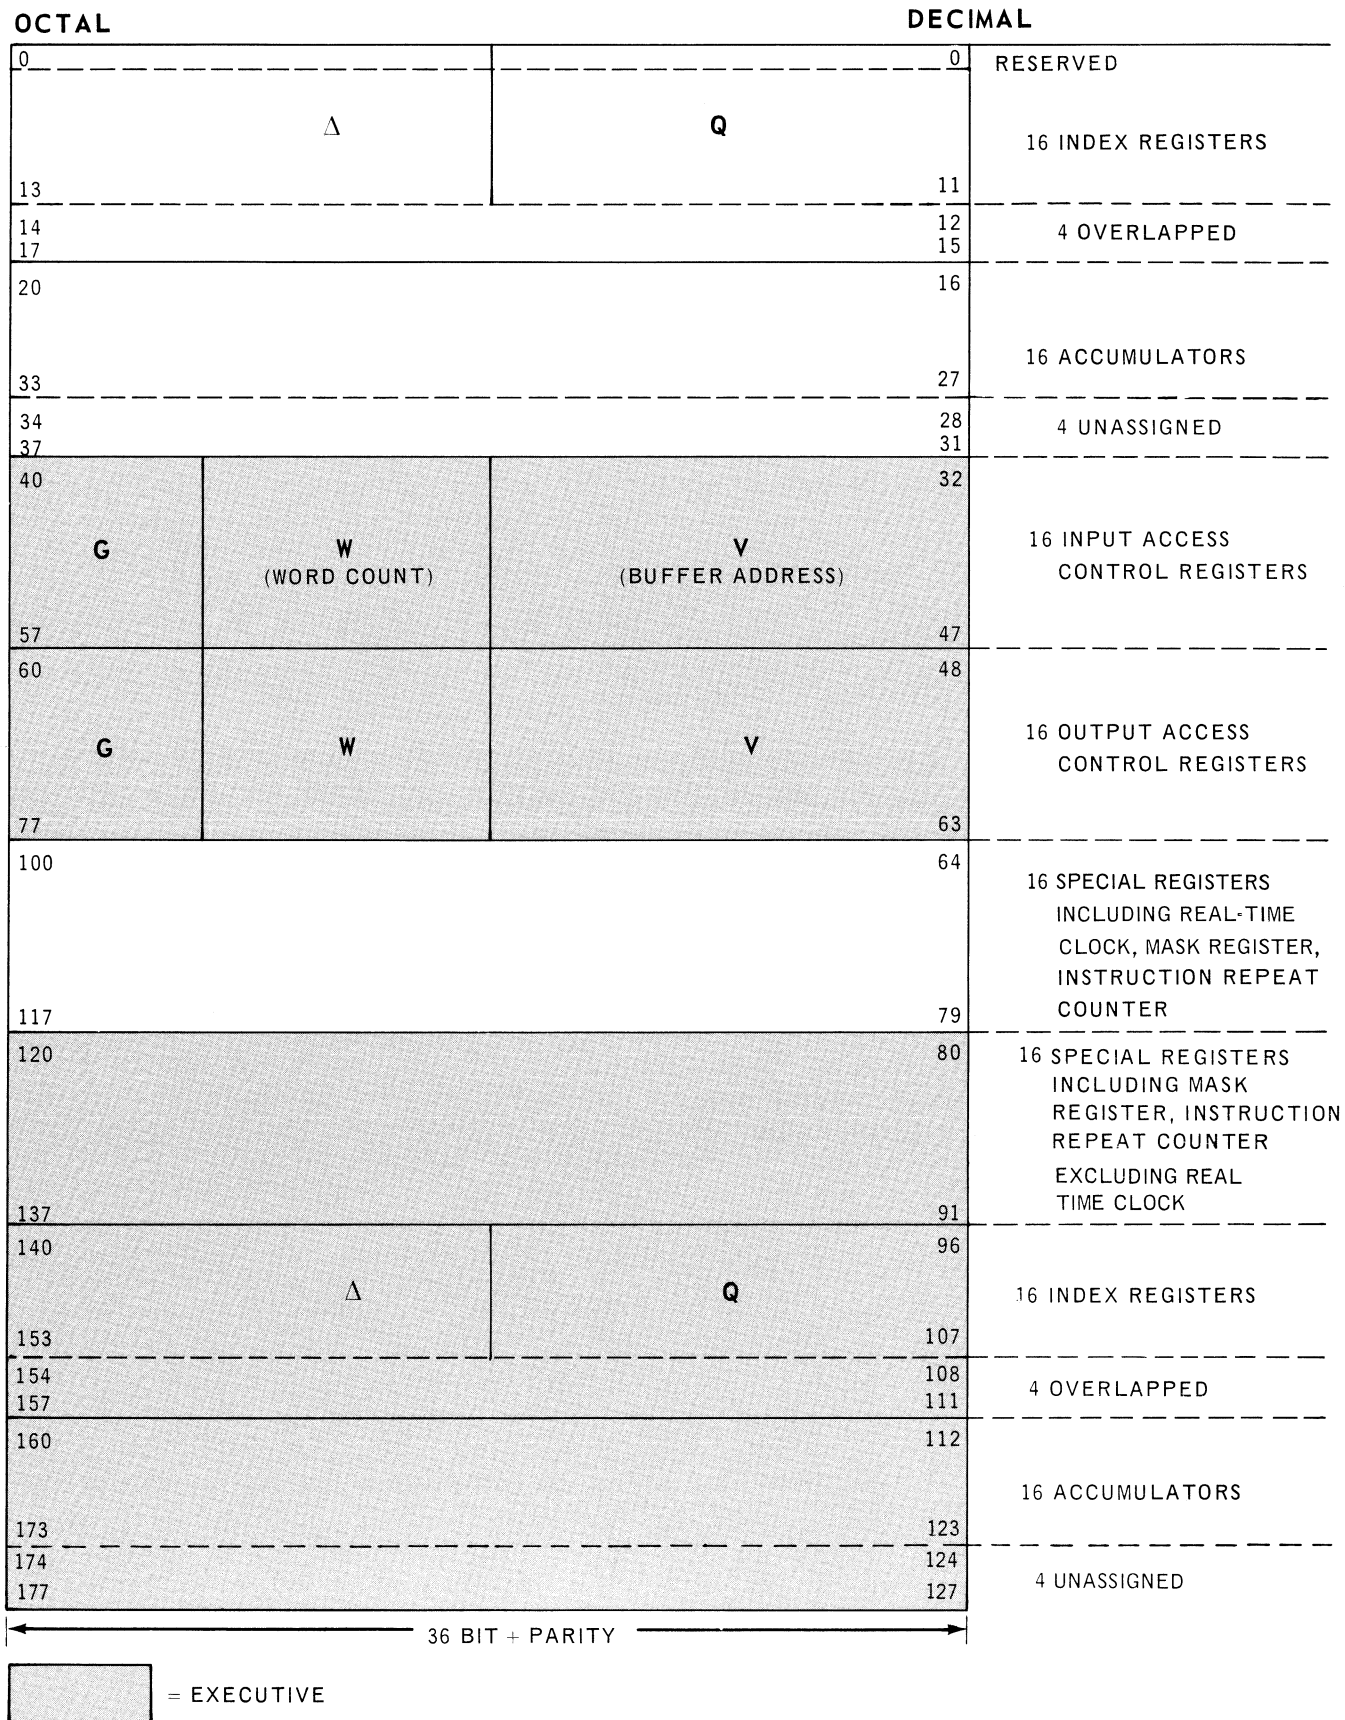 OCTAL DECIMAL
0 0 RESERVED
Δ Q 16 INDEX REGISTERS
13 11
14 12 4 OVERLAPPED
17 15
20 16
16 ACCUMULATORS
33 27
34 28 4 UNASSIGNED
37 31
40 32
G W V 16 INPUT ACCESS
(WORD COUNT) (BUFFER ADDRESS) CONTROL REGISTERS
57 47
60 48
G W V 16 OUTPUT ACCESS
CONTROL REGISTERS
77 63
100 64
16 SPECIAL REGISTERS
INCLUDING REAL-TIME
CLOCK, MASK REGISTER,
INSTRUCTION REPEAT
COUNTER
117 79
120 80 16 SPECIAL REGISTERS
INCLUDING MASK
REGISTER, INSTRUCTION
REPEAT COUNTER
EXCLUDING REAL
TIME CLOCK
137 91
140 96
Δ Q 16 INDEX REGISTERS
153 107
154 108 4 OVERLAPPED
157 111
160 112
16 ACCUMULATORS
173 123
174 124 4 UNASSIGNED
177 127
36 BIT + PARITY
= EXECUTIVE